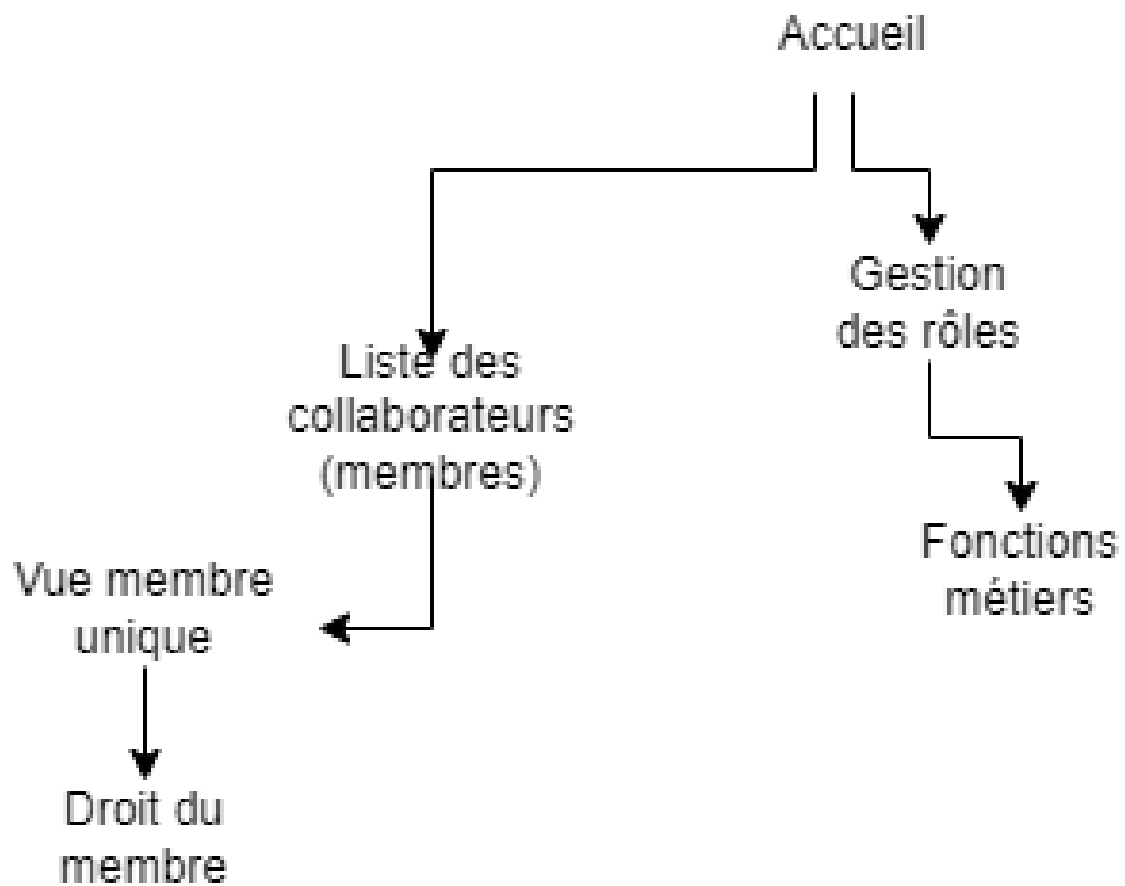 Accueil
Gestion
des rôles
Liste des
collaborateurs
(membres)
Fonctions
métiers
Vue membre
unique
Droit du
membre